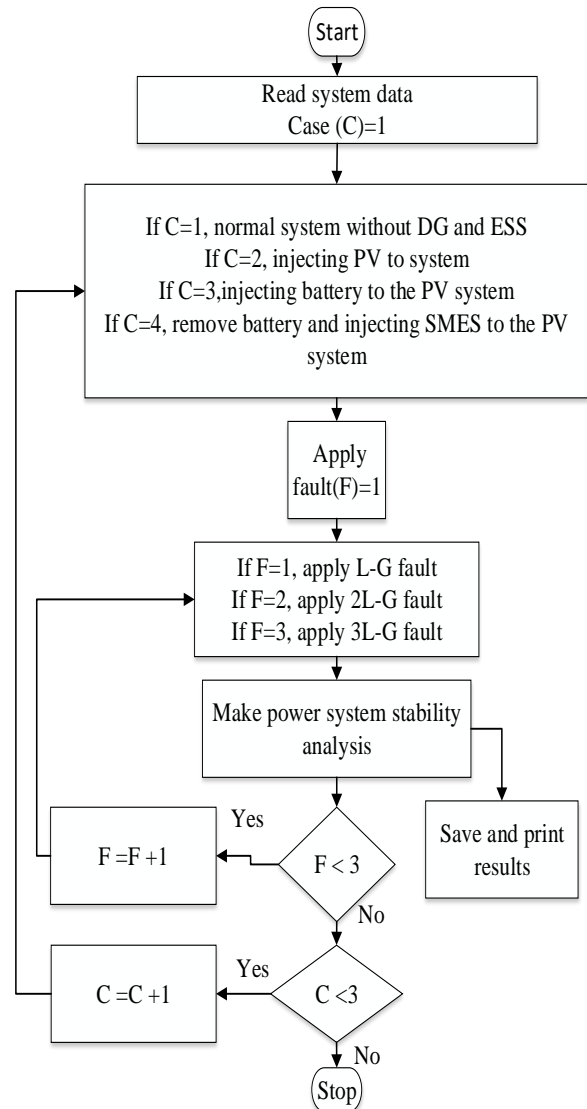 Start
Read system data
Case (C)=1
If C=1, normal system without DG and ESS
If C=2, injecting PV to system
If C=3,injecting battery to the PV system
If C=4, remove battery and injecting SMES to the PV
system
Apply
fault(F)=1
If F=1, apply L-G fault
If F=2, apply 2L-G fault
If F=3, apply 3L-G fault
Make power system stability
analysis
Save and print
results
Yes
F =F +1
F < 3
No
Yes
C =C +1
C <3
No
Stop